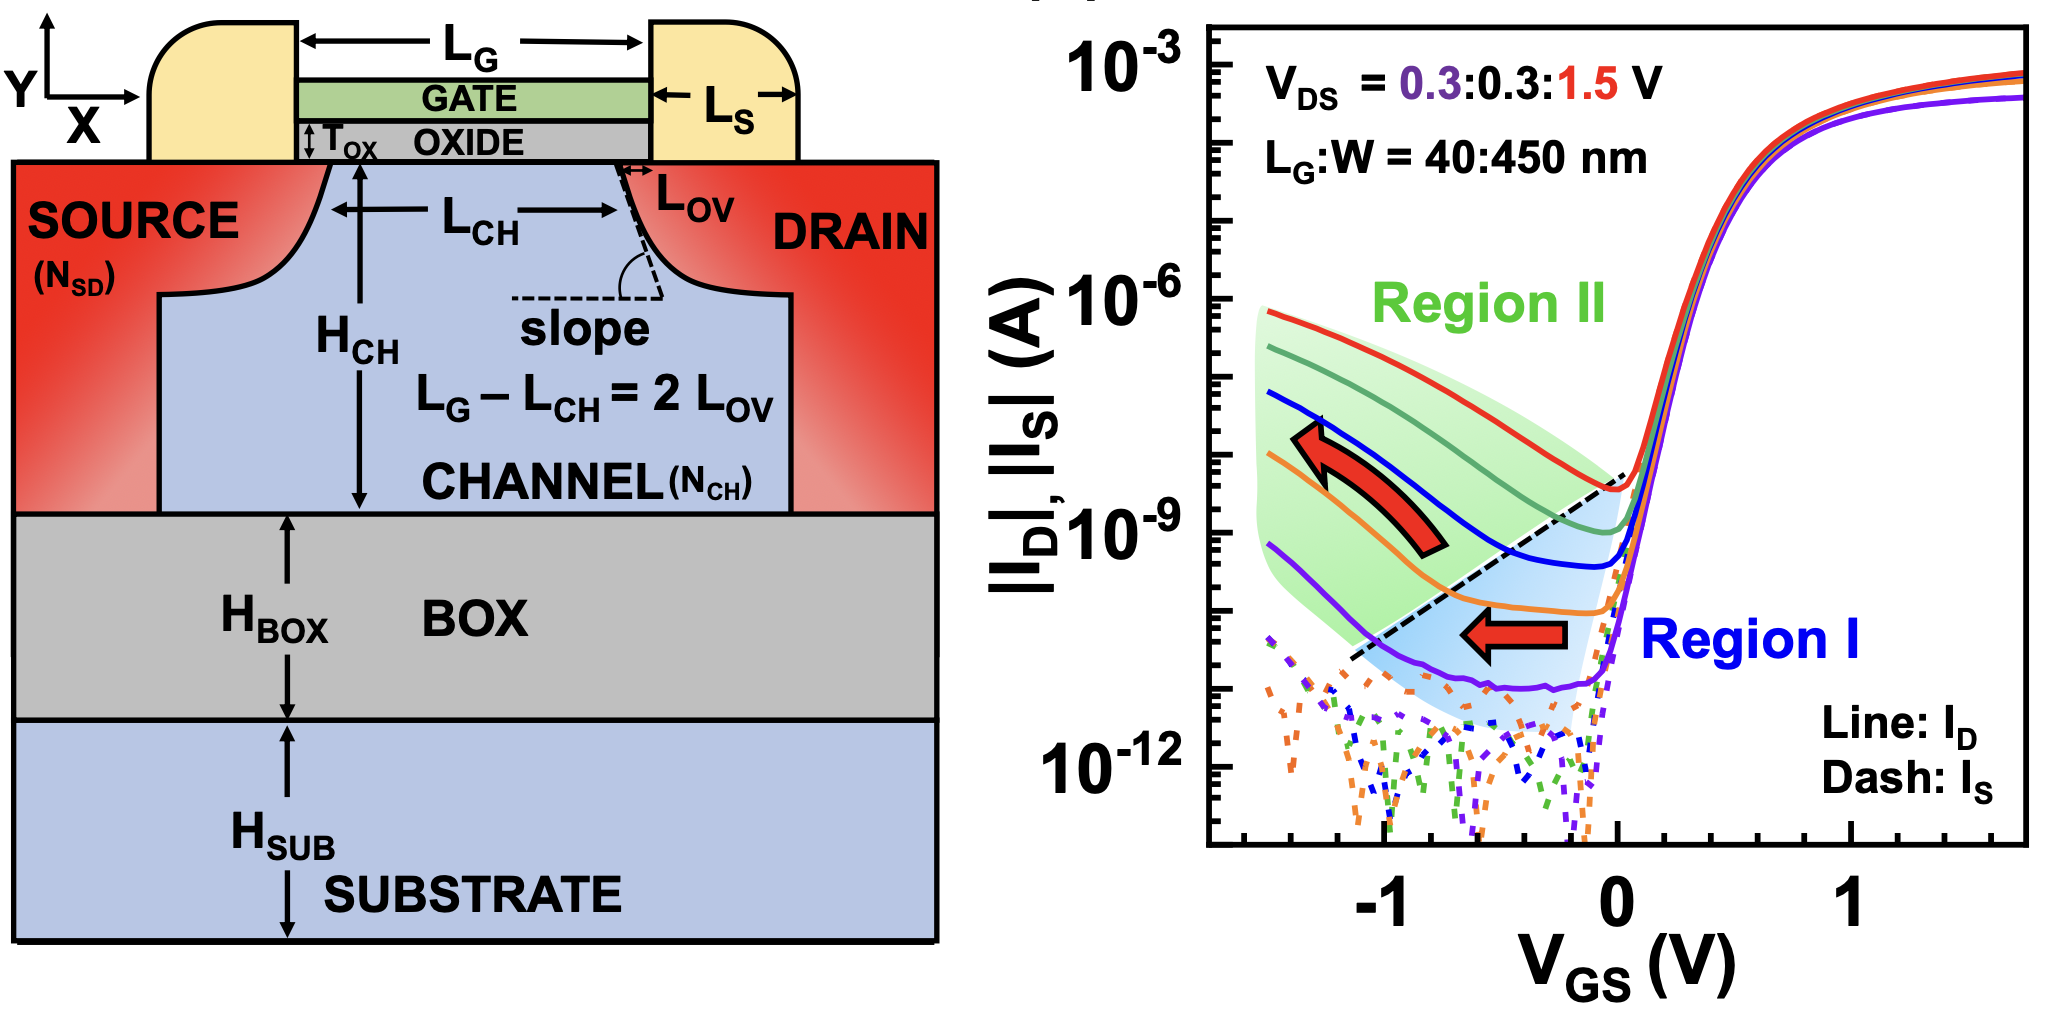 Y
X
L_G
GATE
T_OX
OXIDE
L_S
SOURCE
(N_SD)
L_CH
L_OV
DRAIN
slope
H_CH
L_G – L_CH = 2 L_OV
CHANNEL (N_CH)
H_BOX
BOX
H_SUB
SUBSTRATE
10^-3
10^-6
10^-9
10^-12
||I_D|, ||I_S| (A)
V_DS = 0.3:0.3:1.5 V
L_G:W = 40:450 nm
Region II
Region I
Line: I_D
Dash: I_S
-1
0
1
V_GS (V)